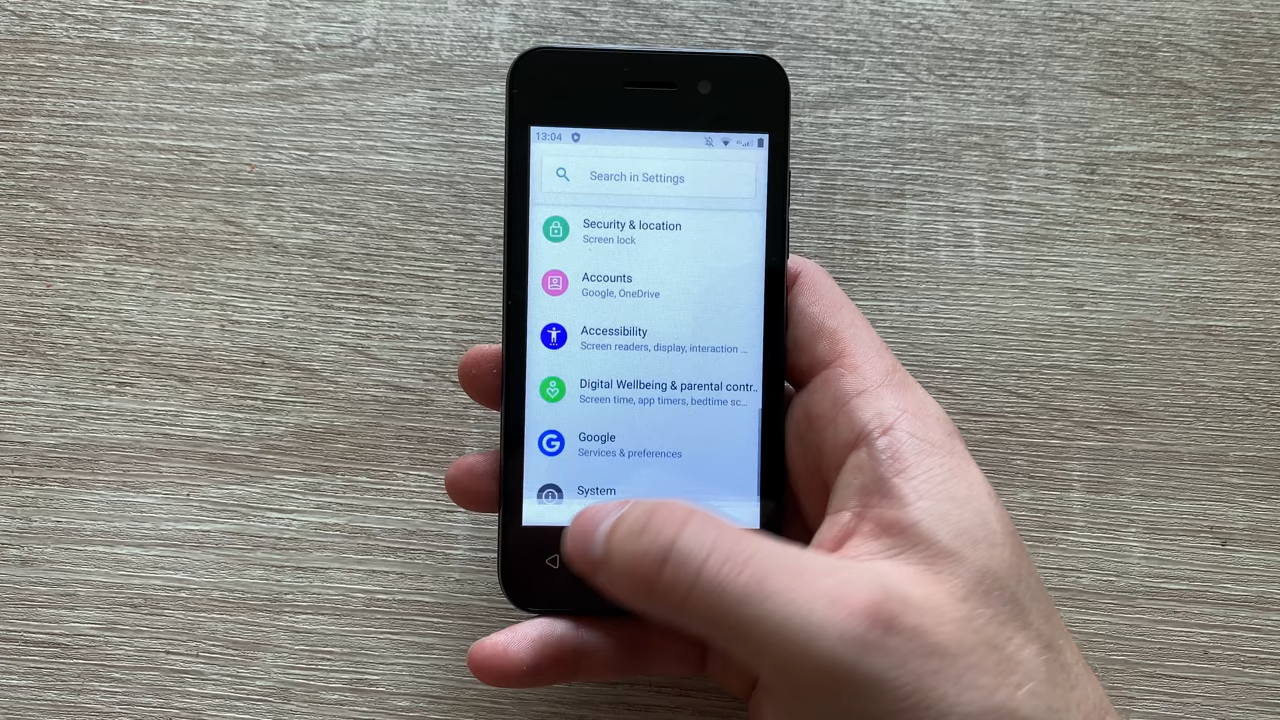 13:04
Search in Settings
Security & location
Screen lock
Accounts
Google, OneDrive
Accessibility
Screen readers, display, interaction ...
Digital Wellbeing & parental contr..
Screen time, app timers, bedtime sc...
Google
Services & preferences
System